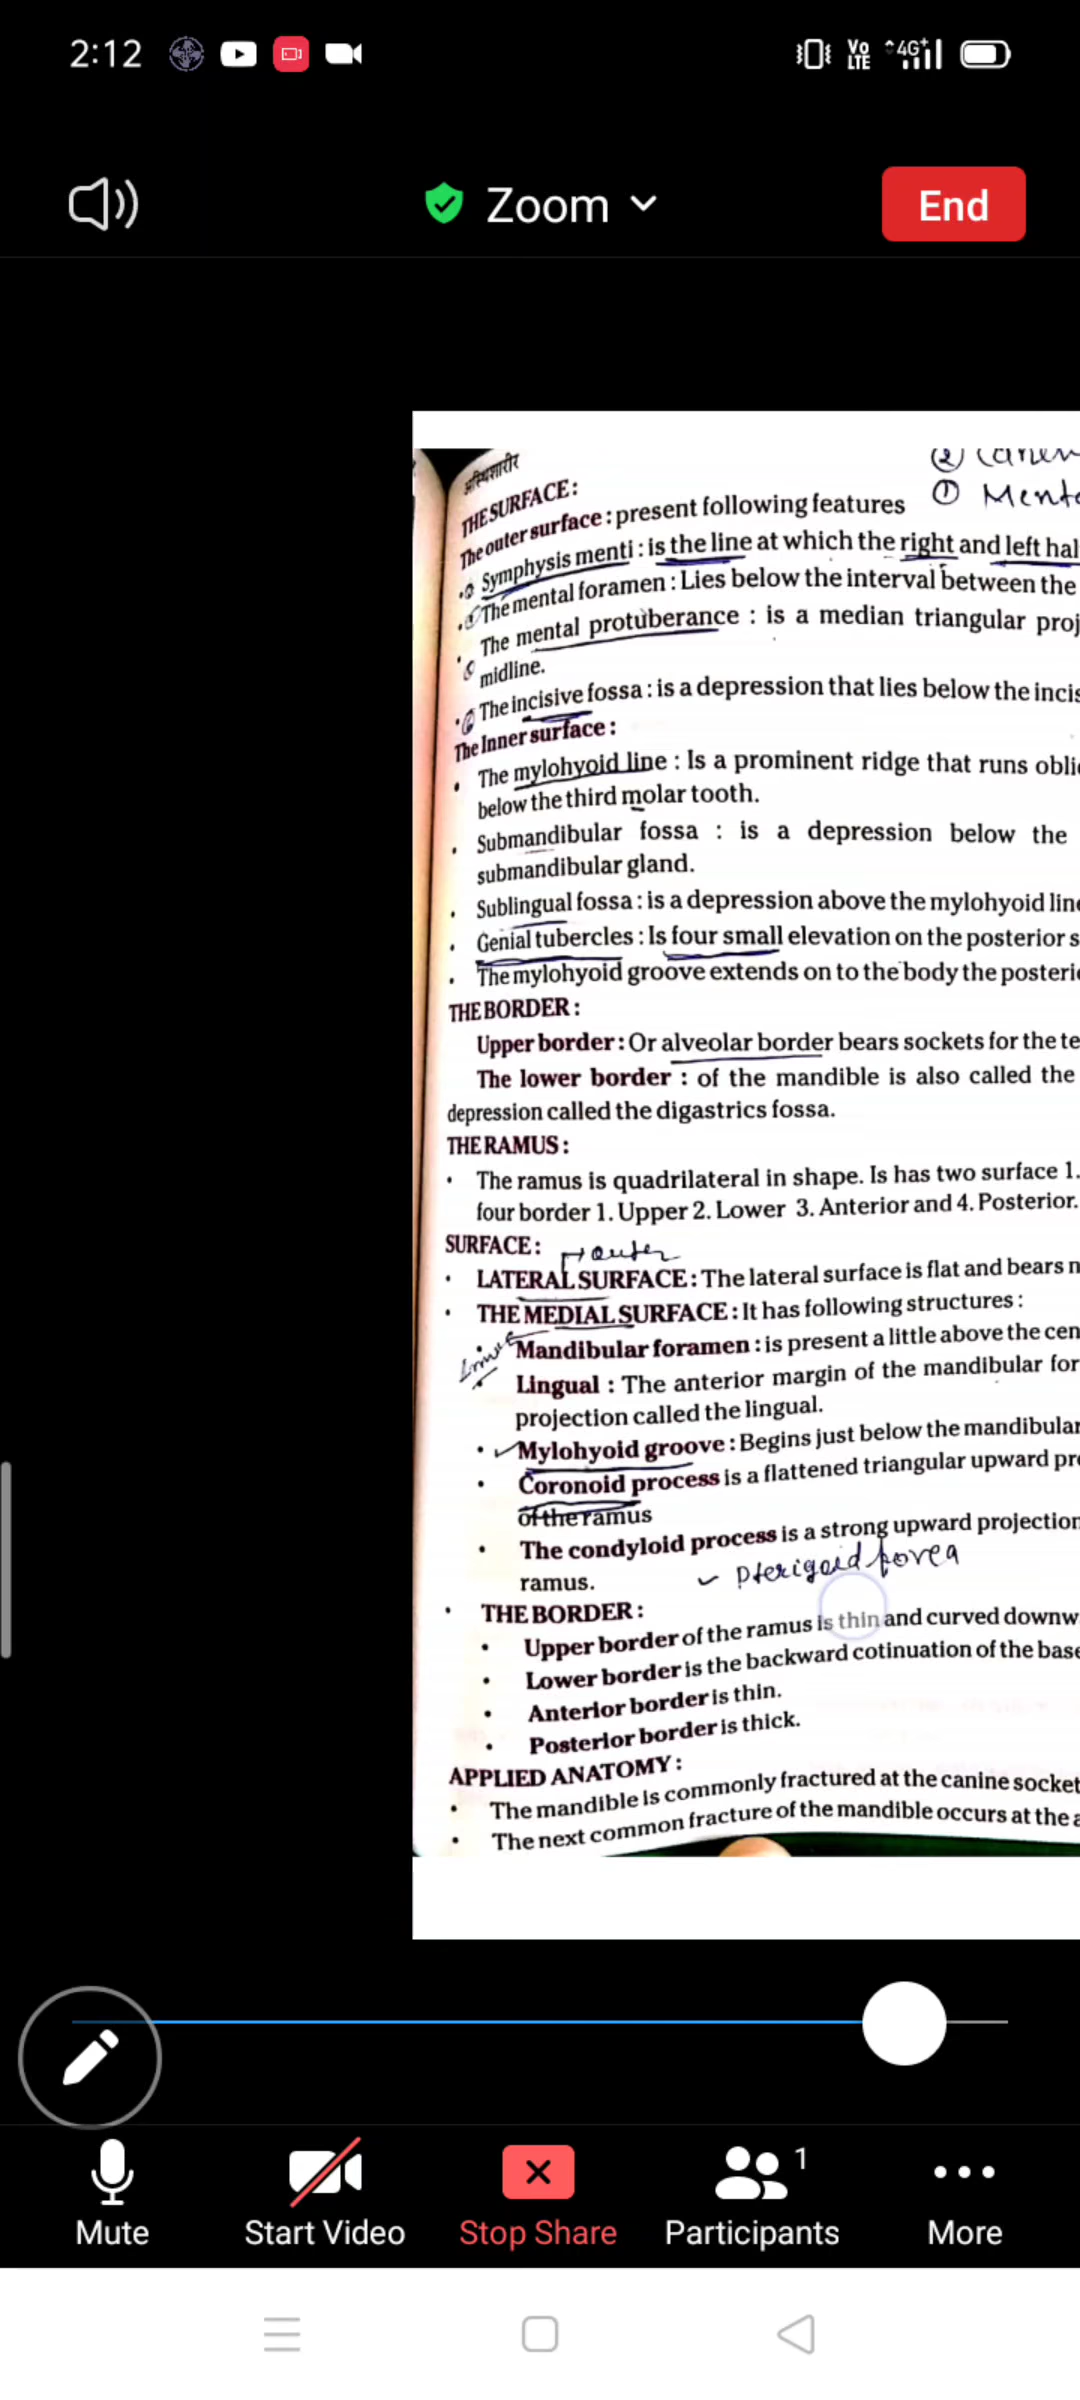 2:12
Vo LTE 4G+
Zoom
End
अस्थिशारीर
THE SURFACE :
The outer surface : present following features
①
Symphysis menti : is the line at which the right and left hal
The mental foramen : Lies below the interval between the
The mental protuberance : is a median triangular proj
midline.
The incisive fossa : is a depression that lies below the incis
The Inner surface :
• The mylohyoid line : Is a prominent ridge that runs obli
below the third molar tooth.
• Submandibular fossa : is a depression below the
submandibular gland.
• Sublingual fossa : is a depression above the mylohyoid line
• Genial tubercles : Is four small elevation on the posterior s
• The mylohyoid groove extends on to the body the posteri
THE BORDER :
Upper border : Or alveolar border bears sockets for the te
The lower border : of the mandible is also called the
depression called the digastrics fossa.
THE RAMUS :
• The ramus is quadrilateral in shape. Is has two surface 1.
four border 1. Upper 2. Lower 3. Anterior and 4. Posterior.
SURFACE :
outer
• LATERAL SURFACE : The lateral surface is flat and bears n
• THE MEDIAL SURFACE : It has following structures :
• Mandibular foramen : is present a little above the cen
• Lingual : The anterior margin of the mandibular for
projection called the lingual.
• Mylohyoid groove : Begins just below the mandibular
• Coronoid process is a flattened triangular upward pr
of the ramus
• The condyloid process is a strong upward projection
ramus.
Pterigoid fovea
• THE BORDER :
• Upper border of the ramus is thin and curved downw
• Lower border is the backward cotinuation of the base
• Anterior border is thin.
• Posterior border is thick.
APPLIED ANATOMY :
• The mandible is commonly fractured at the canine socket
• The next common fracture of the mandible occurs at the a
1
Mute Start Video Stop Share Participants More